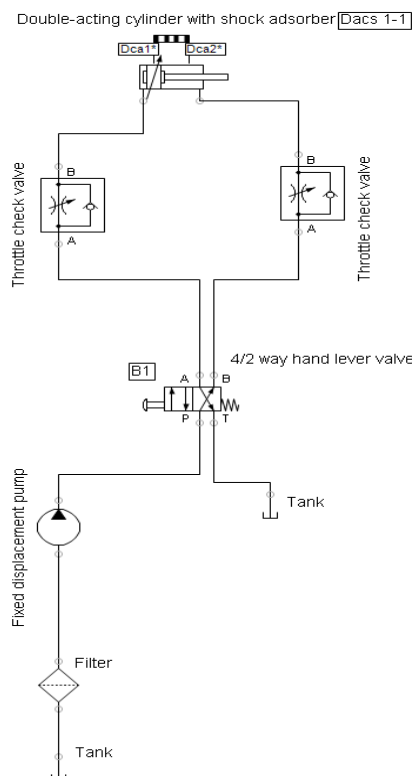 Double-acting cylinder with shock adsorber Dacs 1-1
Dca1* Dca2*
B
B
Throttle check valve
Throttle check valve
A
A
4/2 way hand lever valve
B1
A B
P T
Tank
Fixed displacement pump
Filter
Tank